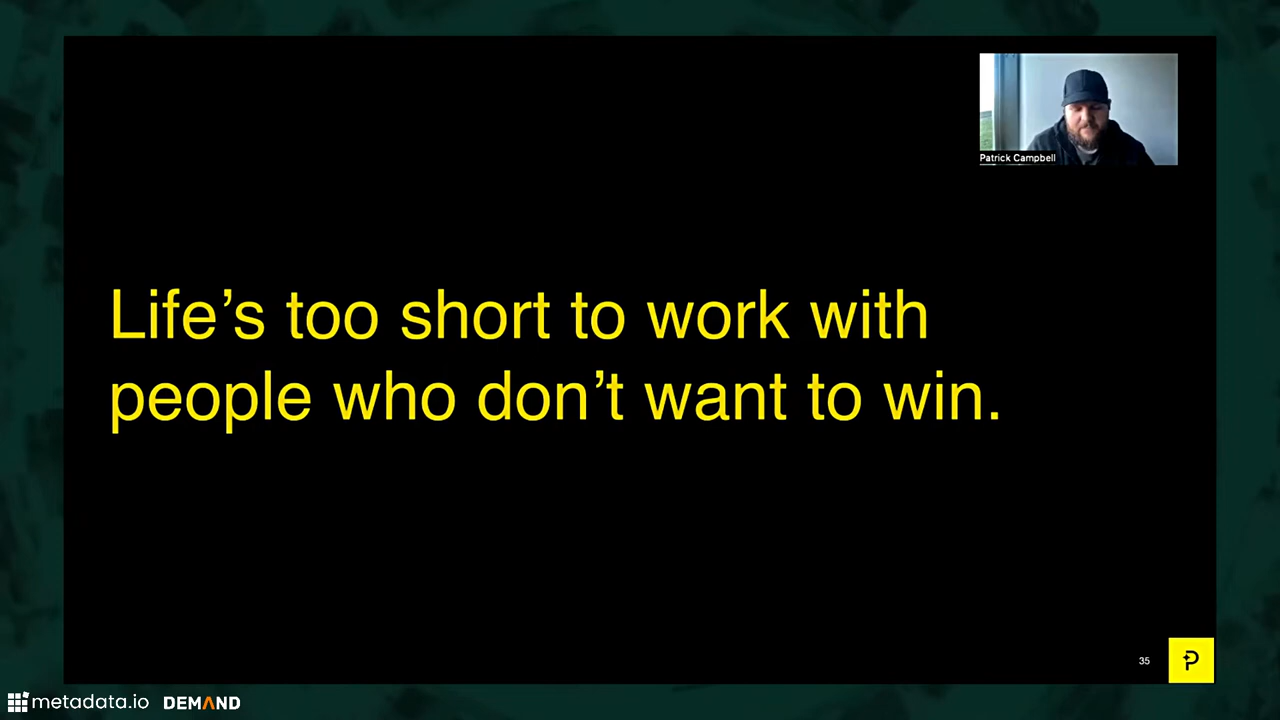 Patrick Campbell
Life’s too short to work with
people who don’t want to win.
35
metadata.io DEMAND